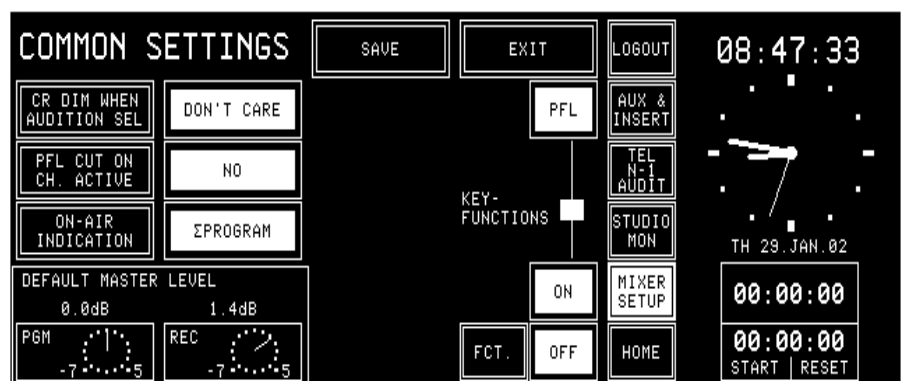 COMMON SETTINGS
SAVE
EXIT
LOGOUT
08:47:33
CR DIM WHEN
AUDITION SEL
DON'T CARE
PFL
AUX &
INSERT
PFL CUT ON
CH. ACTIVE
NO
TEL
N-1
AUDIT
KEY-
FUNCTIONS
ON-AIR
INDICATION
ΣPROGRAM
STUDIO
MON
TH 29.JAN.02
DEFAULT MASTER LEVEL
0.0dB
1.4dB
ON
MIXER
SETUP
00:00:00
PGM
-7
5
REC
-7
5
FCT.
OFF
HOME
00:00:00
START
RESET